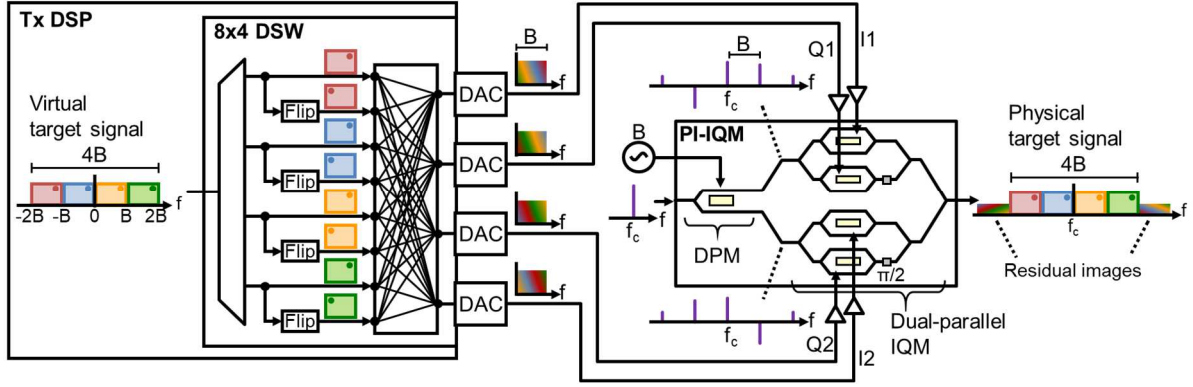 Tx DSP
8x4 DSW
Virtual
target signal
4B
-2B
-B
0
B
2B
f
Flip
Flip
Flip
Flip
DAC
DAC
DAC
DAC
B
f
f
f
f
Q1
I1
B
f
fc
B
fc
f
PI-IQM
DPM
π/2
f
fc
Q2
I2
Dual-parallel
IQM
Physical
target signal
4B
f
fc
Residual images